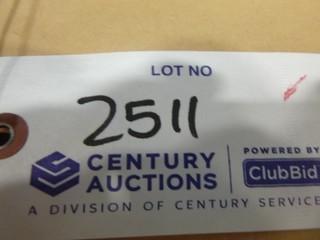 LOT NO
2511
CENTURY
AUCTIONS
POWERED BY
ClubBid
A DIVISION OF CENTURY SERVICE